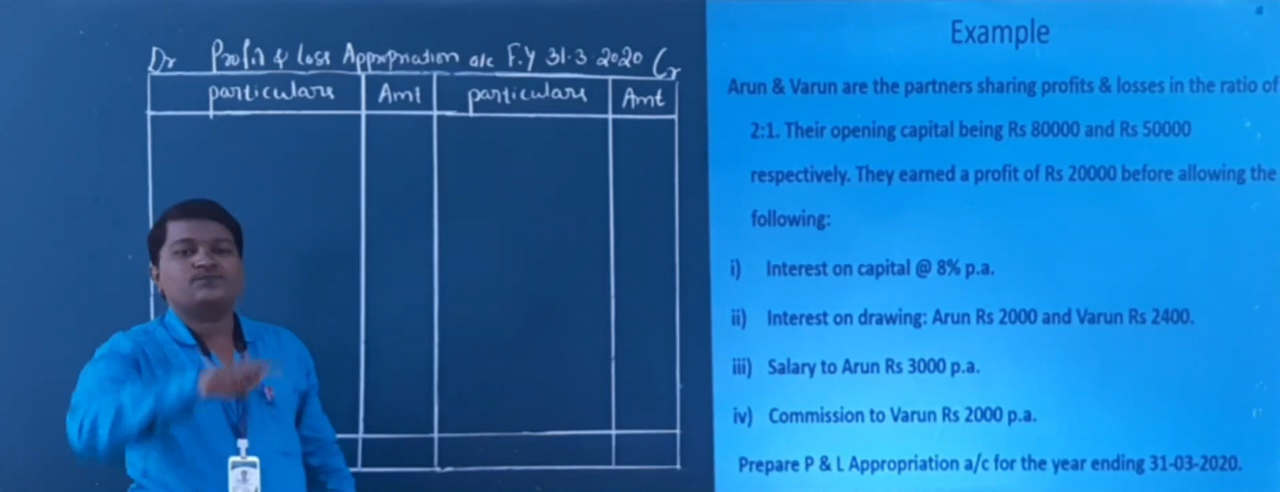 Dr Profit & Loss Appropriation a/c F.Y 31.3.2020 Cr
particulars Amt particulars Amt
Example
Arun & Varun are the partners sharing profits & losses in the ratio of
2:1. Their opening capital being Rs 80000 and Rs 50000
respectively. They earned a profit of Rs 20000 before allowing the
following:
i) Interest on capital @ 8% p.a.
ii) Interest on drawing: Arun Rs 2000 and Varun Rs 2400.
iii) Salary to Arun Rs 3000 p.a.
iv) Commission to Varun Rs 2000 p.a.
Prepare P & L Appropriation a/c for the year ending 31-03-2020.